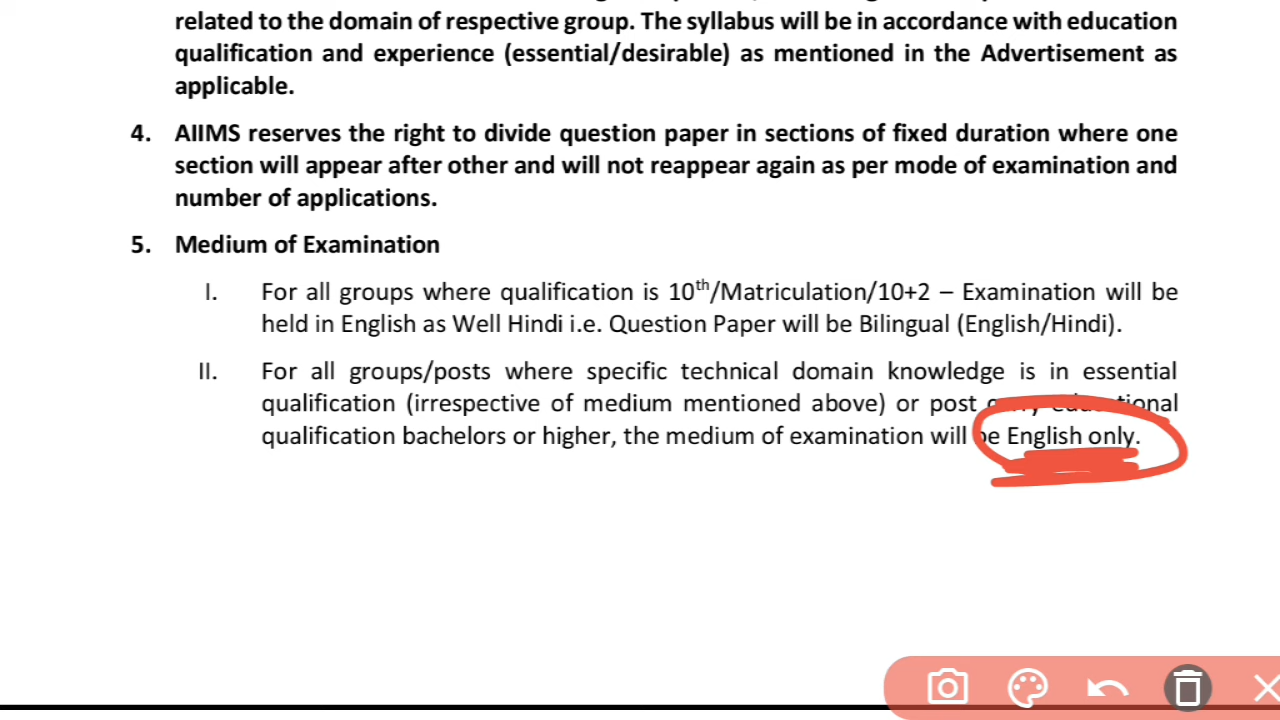 related to the domain of respective group. The syllabus will be in accordance with education
qualification and experience (essential/desirable) as mentioned in the Advertisement as
applicable.
4. AIIMS reserves the right to divide question paper in sections of fixed duration where one
section will appear after other and will not reappear again as per mode of examination and
number of applications.
5. Medium of Examination
I. For all groups where qualification is 10th/Matriculation/10+2 – Examination will be
held in English as Well Hindi i.e. Question Paper will be Bilingual (English/Hindi).
II. For all groups/posts where specific technical domain knowledge is in essential
qualification (irrespective of medium mentioned above) or post carry educational
qualification bachelors or higher, the medium of examination will be English only.